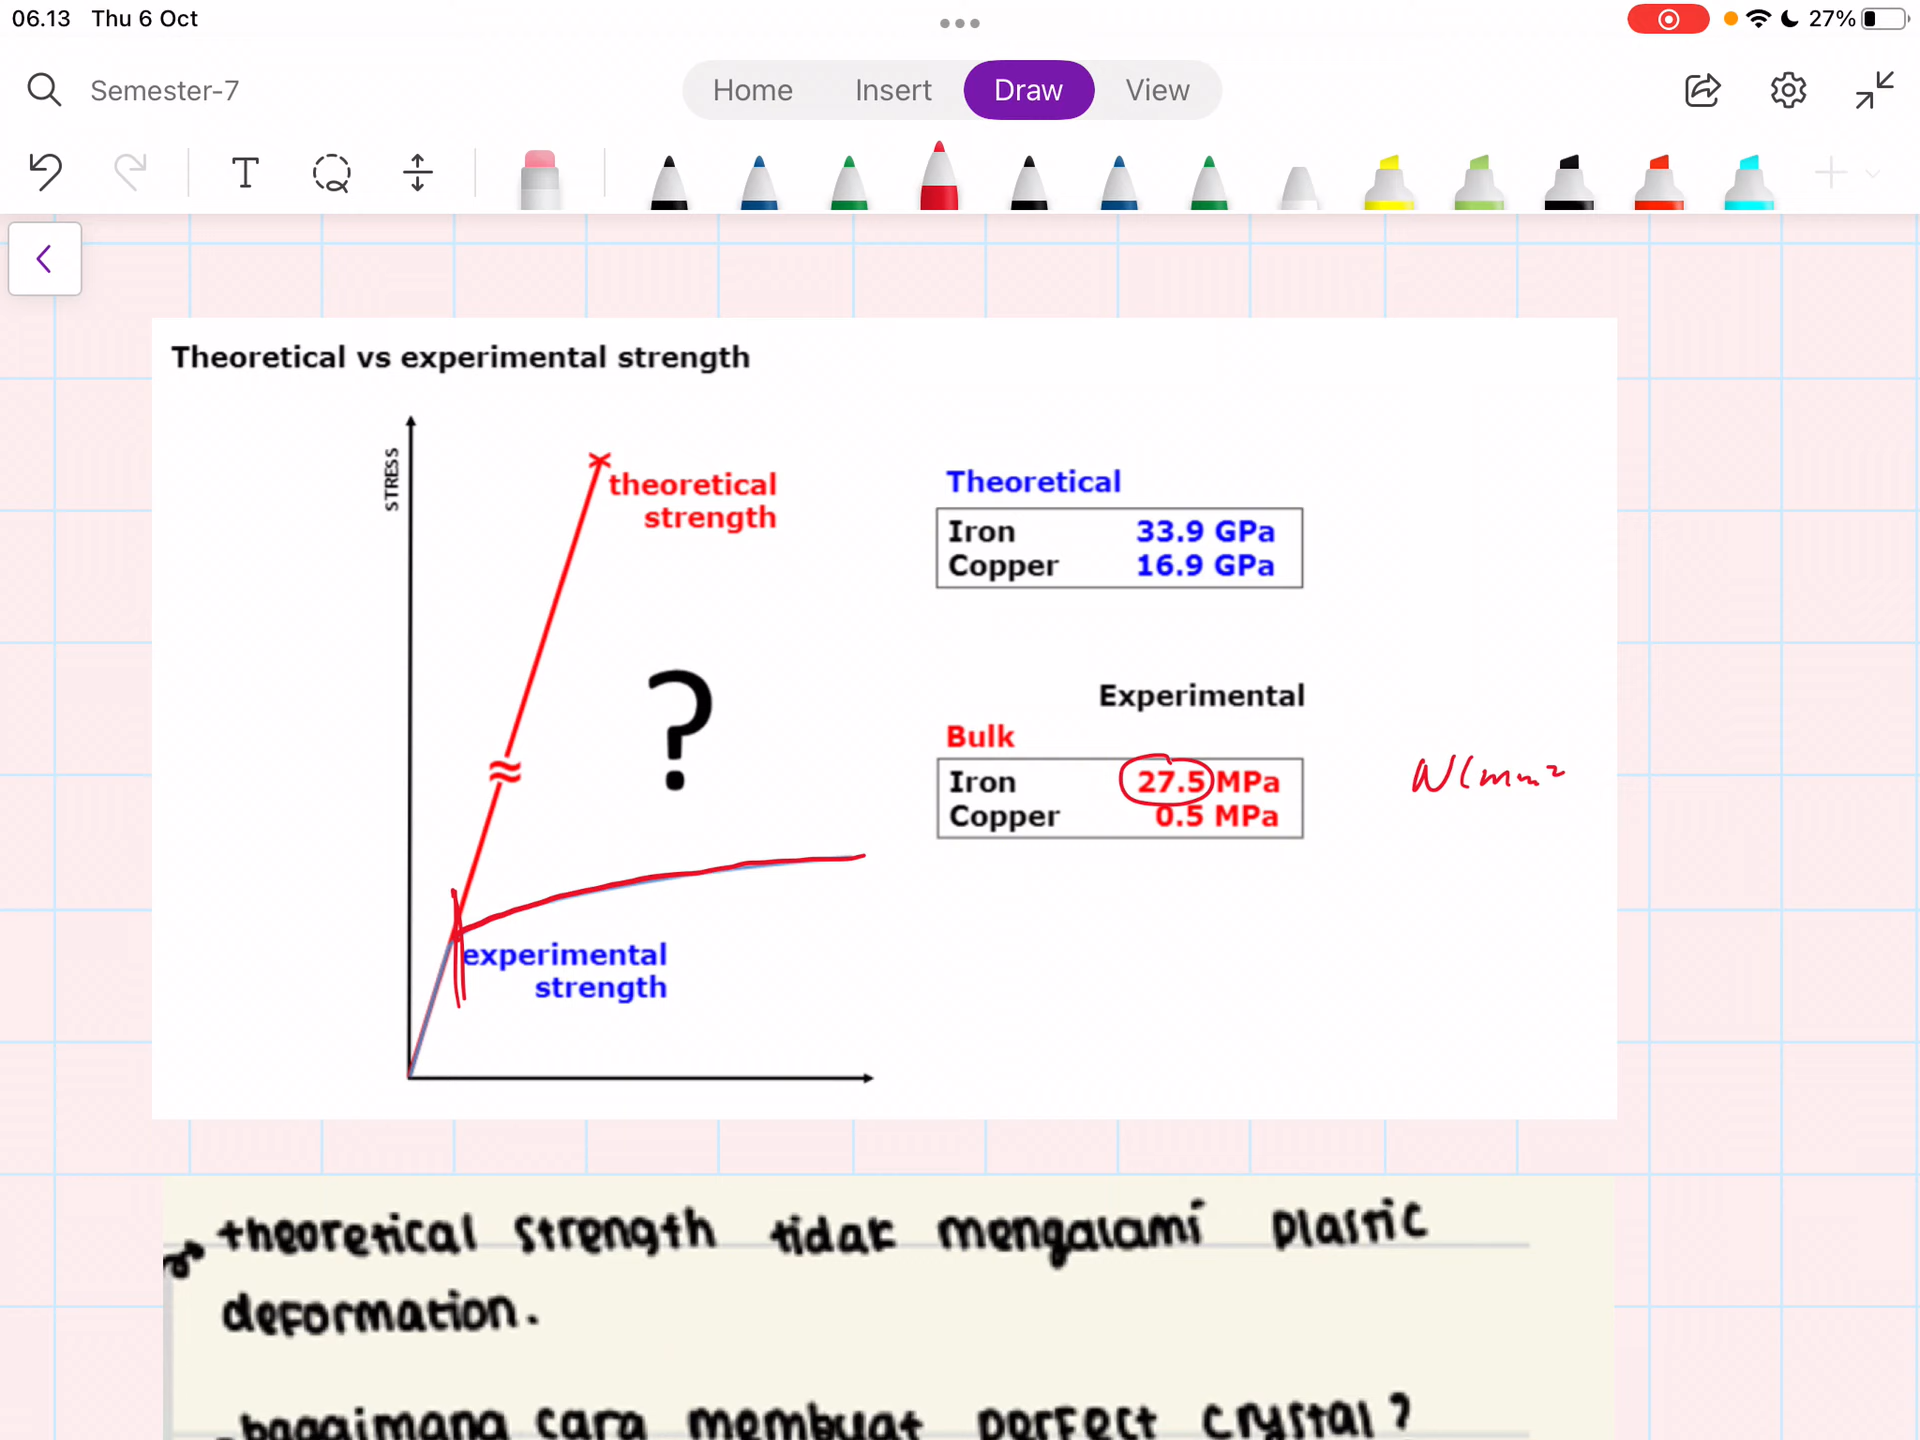 06.13 Thu 6 Oct
27%
Semester-7
Home Insert Draw View
Theoretical vs experimental strength
STRESS
theoretical
strength
?
experimental
strength
Theoretical
Iron 33.9 GPa
Copper 16.9 GPa
Experimental
Bulk
Iron 27.5 MPa
Copper 0.5 MPa
N/mm²
theoretical strength tidak mengalami plastic
deformation.
bagaimana cara membuat perfect crystal?